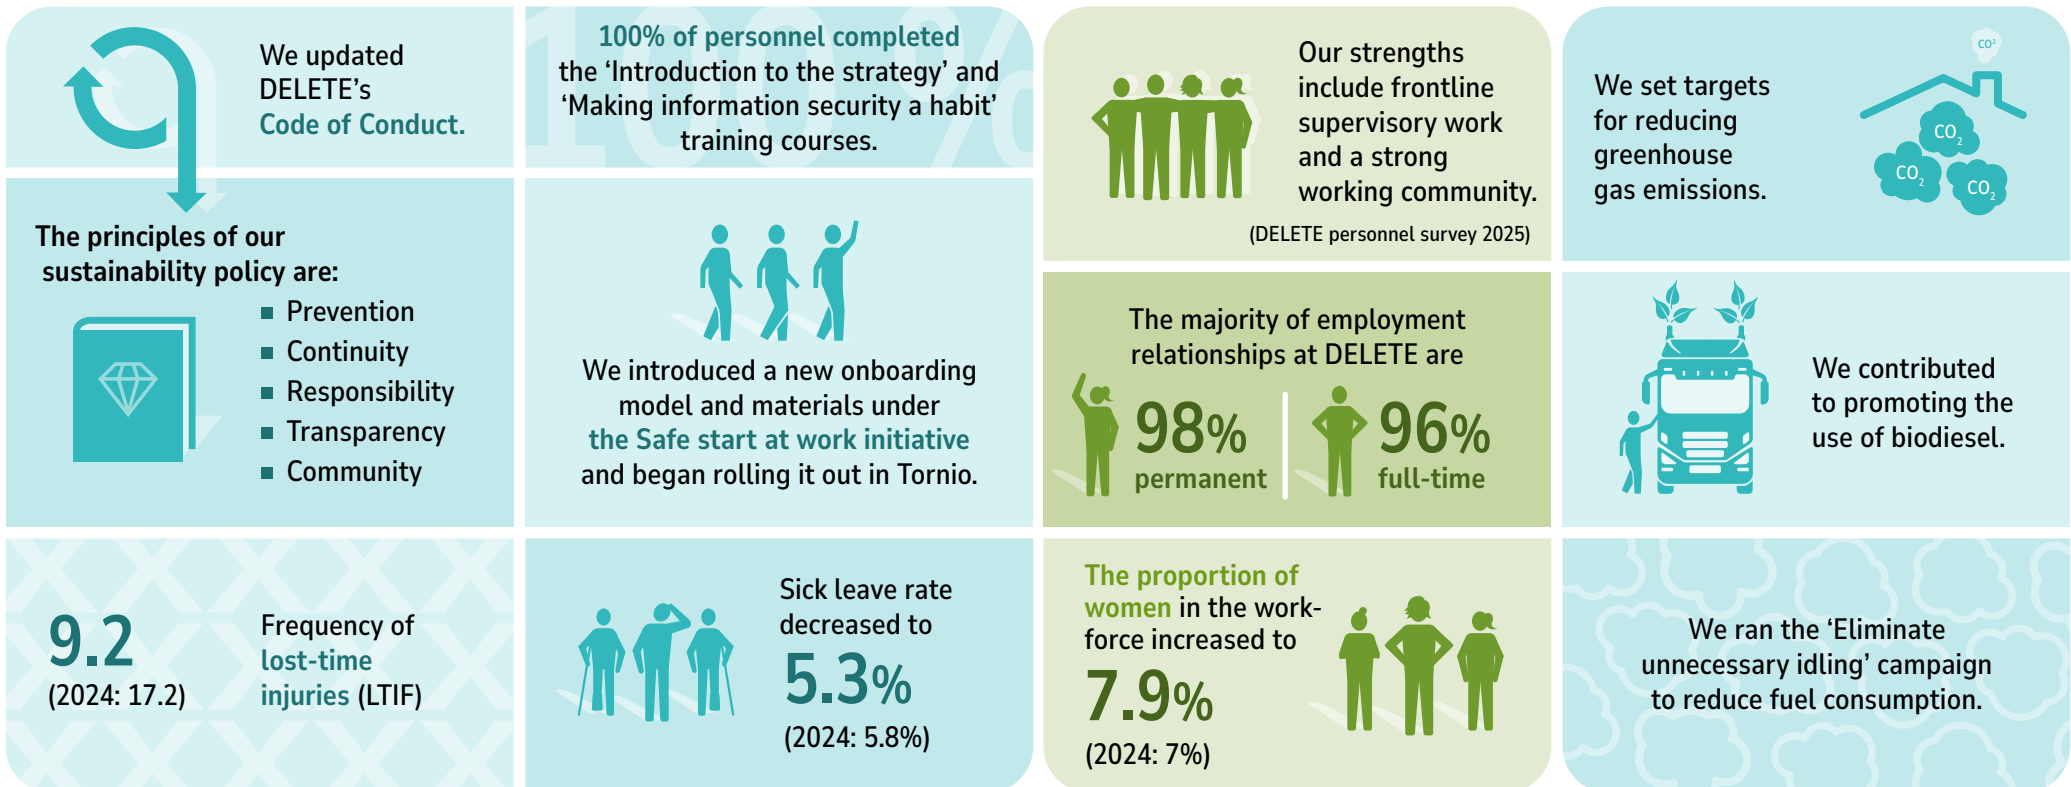 We updated
DELETE's
Code of Conduct.
The principles of our
sustainability policy are:
■ Prevention
■ Continuity
■ Responsibility
■ Transparency
■ Community
9.2
(2024: 17.2)
Frequency of
lost-time
injuries (LTIF)
100 %
100% of personnel completed
the ‘Introduction to the strategy’ and
‘Making information security a habit’
training courses.
We introduced a new onboarding
model and materials under
the Safe start at work initiative
and began rolling it out in Tornio.
Sick leave rate
decreased to
5.3%
(2024: 5.8%)
Our strengths
include frontline
supervisory work
and a strong
working community.
(DELETE personnel survey 2025)
The majority of employment
relationships at DELETE are
98%
permanent
96%
full-time
The proportion of
women in the work-
force increased to
7.9%
(2024: 7%)
We set targets
for reducing
greenhouse
gas emissions.
CO²
CO₂
CO₂
CO₂
We contributed
to promoting the
use of biodiesel.
We ran the ‘Eliminate
unnecessary idling’ campaign
to reduce fuel consumption.